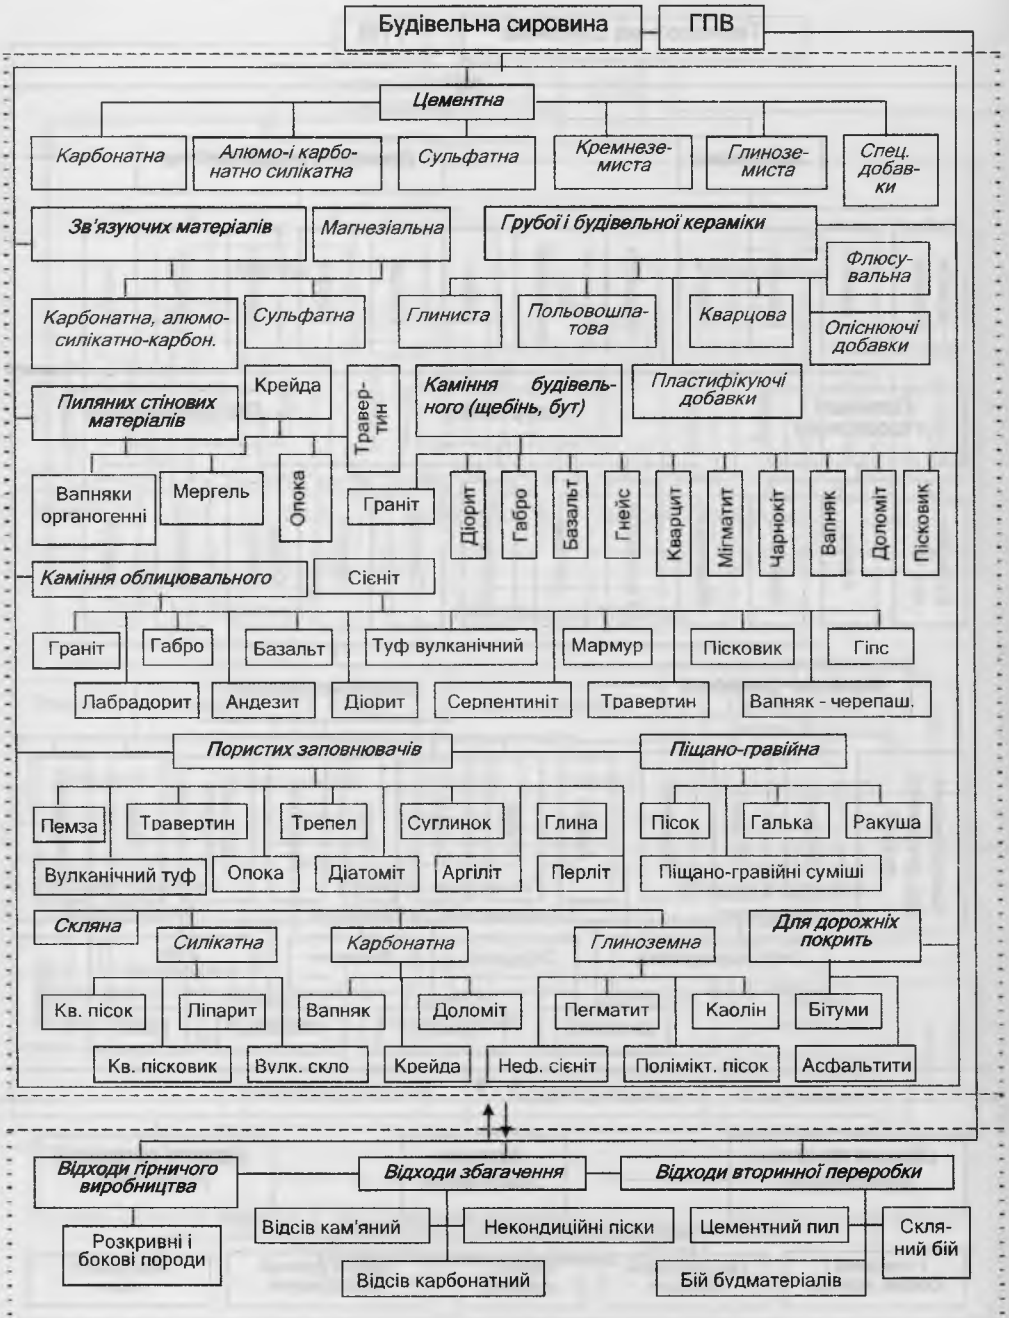 Будівельна сировина
ГПВ
Цементна
Карбонатна
Алюмо-і карбо-
натно силікатна
Сульфатна
Кремнезе-
миста
Глинозе-
миста
Спец.
добав-
ки
Зв'язуючих матеріалів
Магнезіальна
Грубої і будівельної кераміки
Флюсу-
вальна
Карбонатна, алюмо-
силікатно-карбон.
Сульфатна
Глиниста
Польовошпа-
това
Кварцова
Опіснюючі
добавки
Пиляних стінових
матеріалів
Крейда
Травер-
тин
Каміння будівель-
ного (щебінь, бут)
Пластифікуючі
добавки
Вапняки
органогенні
Мергель
Опока
Граніт
Діорит
Габро
Базальт
Гнейс
Кварцит
Мігматит
Чарнокіт
Вапняк
Доломіт
Пісковик
Каміння облицювального
Сієніт
Граніт
Габро
Базальт
Туф вулканічний
Мармур
Пісковик
Гіпс
Лабрадорит
Андезит
Діорит
Серпентиніт
Травертин
Вапняк - черепаш.
Пористих заповнювачів
Піщано-гравійна
Пемза
Травертин
Трепел
Суглинок
Глина
Пісок
Галька
Ракуша
Вулканічний туф
Опока
Діатоміт
Аргіліт
Перліт
Піщано-гравійні суміші
Скляна
Силікатна
Карбонатна
Глиноземна
Для дорожніх
покрить
Кв. пісок
Ліпарит
Вапняк
Доломіт
Пегматит
Каолін
Бітуми
Кв. пісковик
Вулк. скло
Крейда
Неф. сієніт
Полімікт. пісок
Асфальтити
Відходи гірничого
виробництва
Відходи збагачення
Відходи вторинної переробки
Розкривні і
бокові породи
Відсів кам'яний
Некондиційні піски
Цементний пил
Скля-
ний бій
Відсів карбонатний
Бій будматеріалів